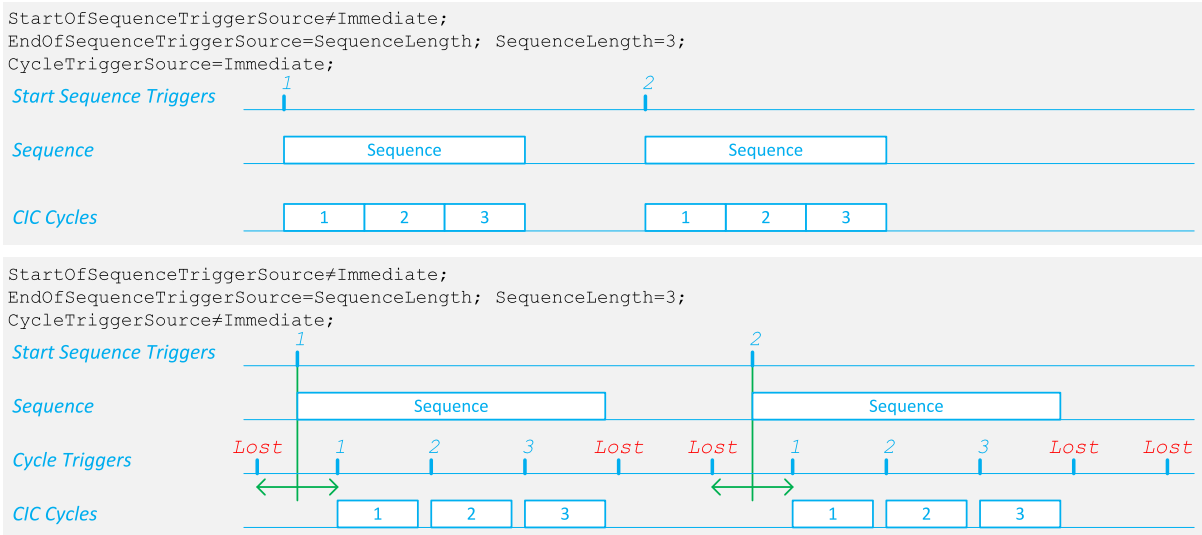 StartOfSequenceTriggerSource≠Immediate;
EndOfSequenceTriggerSource=SequenceLength; SequenceLength=3;
CycleTriggerSource=Immediate;
1 2
Start Sequence Triggers
Sequence Sequence Sequence
CIC Cycles 1 2 3 1 2 3
StartOfSequenceTriggerSource≠Immediate;
EndOfSequenceTriggerSource=SequenceLength; SequenceLength=3;
CycleTriggerSource≠Immediate;
1 2
Start Sequence Triggers
Sequence Sequence Sequence
Lost 1 2 3 Lost Lost 1 2 3 Lost Lost
Cycle Triggers
CIC Cycles 1 2 3 1 2 3